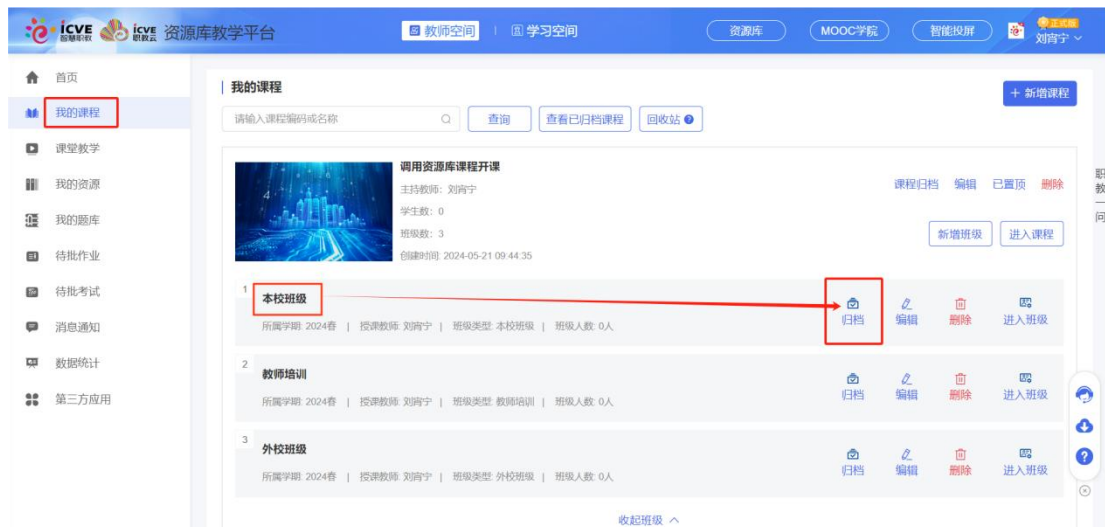 icve 智慧职教 icve 职教云 资源库教学平台 教师空间 学习空间 资源库 MOOC学院 智能投屏 正式版 刘宵宁
首页
我的课程
课堂教学
我的资源
我的题库
待批作业
待批考试
消息通知
数据统计
第三方应用
我的课程
+ 新增课程
请输入课程编码或名称 查询 查看已归档课程 回收站
调用资源库课程开课
主持教师: 刘宵宁
学生数: 0
班级数: 3
创建时间: 2024-05-21 09:44:35
课程归档 编辑 已置顶 删除
新增班级 进入课程
1 本校班级
所属学期: 2024春 | 授课教师: 刘宵宁 | 班级类型: 本校班级 | 班级人数: 0人
归档 编辑 删除 进入班级
2 教师培训
所属学期: 2024春 | 授课教师: 刘宵宁 | 班级类型: 教师培训 | 班级人数: 0人
归档 编辑 删除 进入班级
3 外校班级
所属学期: 2024春 | 授课教师: 刘宵宁 | 班级类型: 外校班级 | 班级人数: 0人
归档 编辑 删除 进入班级
收起班级
职教一问